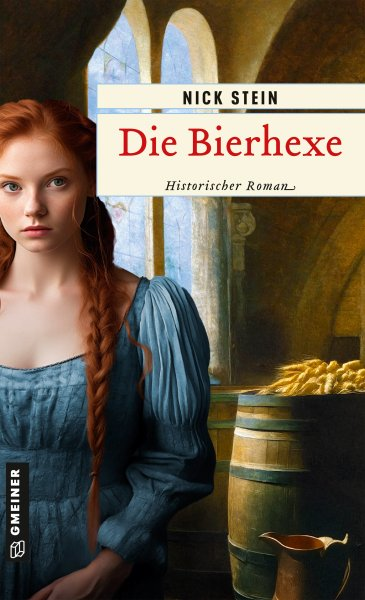 NICK STEIN
Die Bierhexe
Historischer Roman
GMEINER